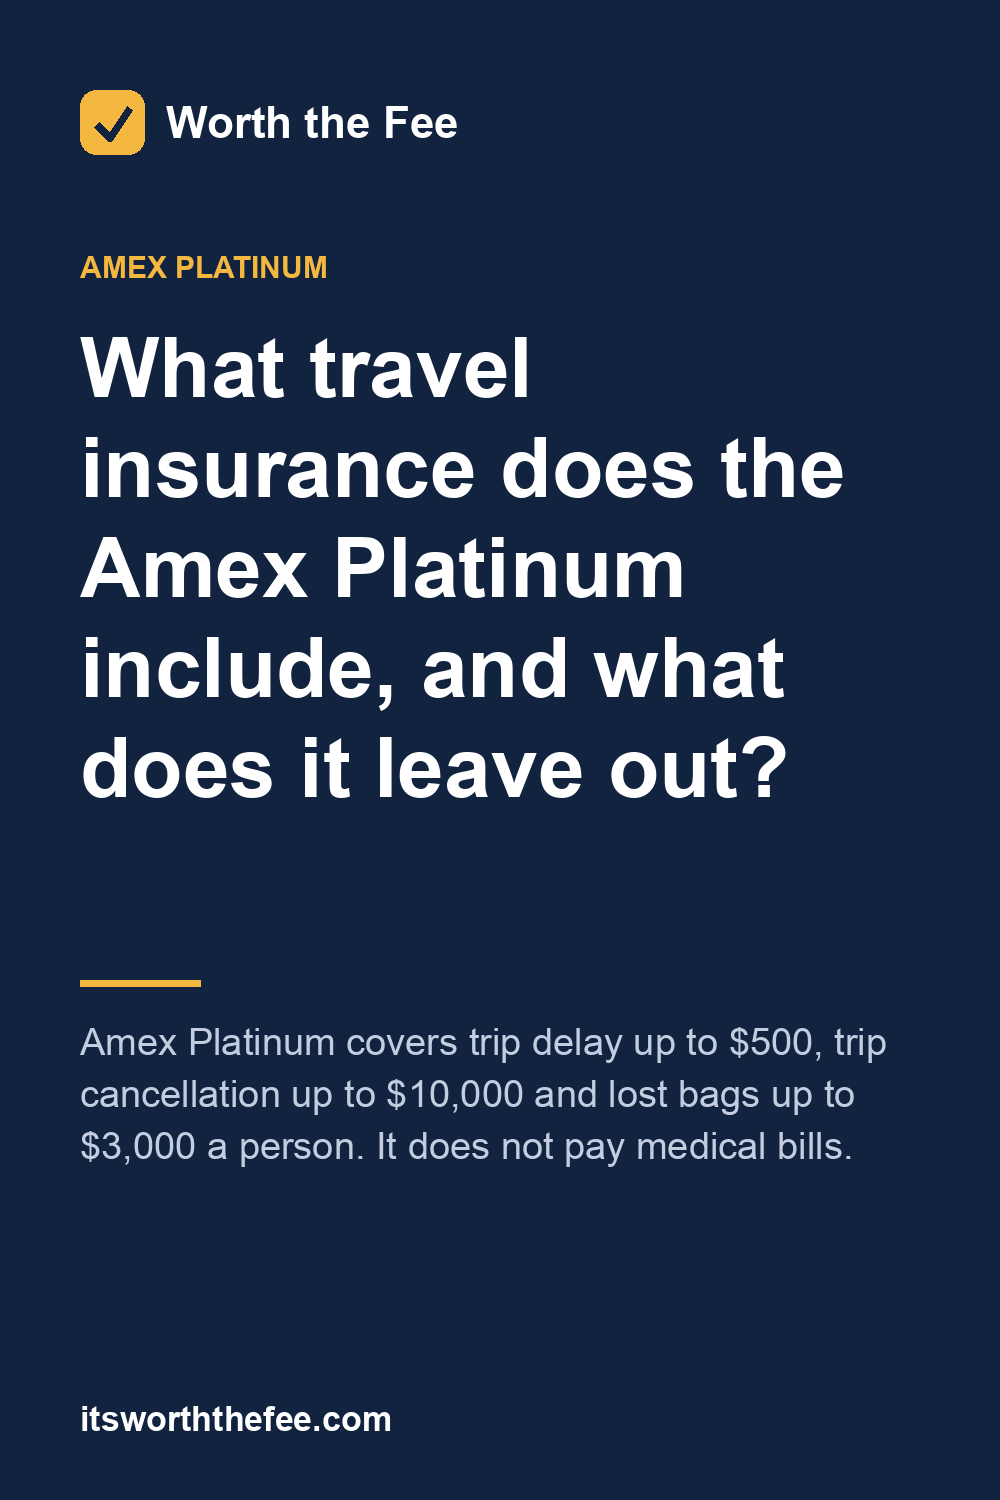 Worth the Fee
AMEX PLATINUM
What travel
insurance does the
Amex Platinum
include, and what
does it leave out?
Amex Platinum covers trip delay up to $500, trip
cancellation up to $10,000 and lost bags up to
$3,000 a person. It does not pay medical bills.
itsworththefee.com